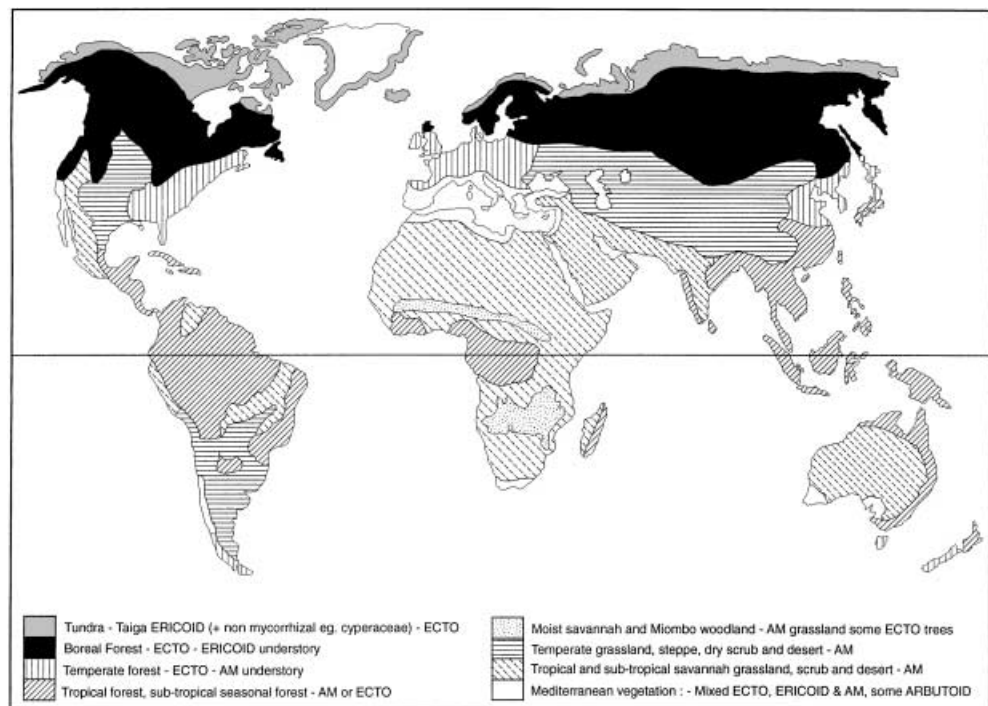 Tundra - Taiga ERICOID (+ non mycorrhizal eg. cyperaceae) - ECTO
Boreal Forest - ECTO - ERICOID understory
Temperate forest - ECTO - AM understory
Tropical forest, sub-tropical seasonal forest - AM or ECTO
Moist savannah and Miombo woodland - AM grassland some ECTO trees
Temperate grassland, steppe, dry scrub and desert - AM
Tropical and sub-tropical savannah grassland, scrub and desert - AM
Mediterranean vegetation : - Mixed ECTO, ERICOID & AM, some ARBUTOID